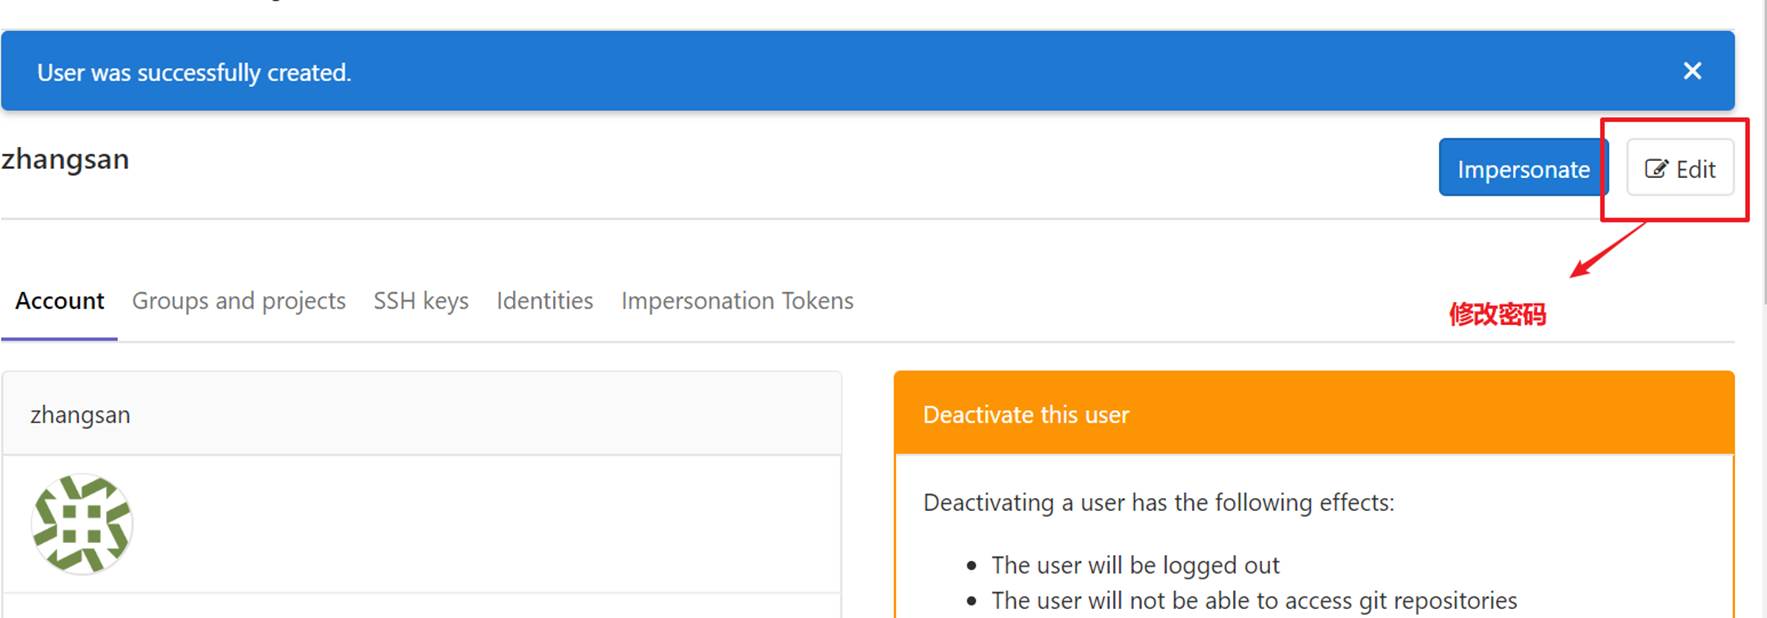 User was successfully created.
zhangsan
Impersonate
Edit
修改密码
Account Groups and projects SSH keys Identities Impersonation Tokens
zhangsan
Deactivate this user
Deactivating a user has the following effects:
The user will be logged out
The user will not be able to access git repositories